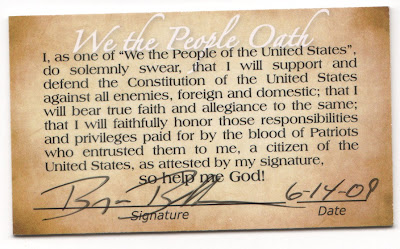 We the People Oath
I, as one of "We the People of the United States",
do solemnly swear, that I will support and
defend the Constitution of the United States
against all enemies, foreign and domestic; that I
will bear true faith and allegiance to the same;
that I will faithfully honor those responsibilities
and privileges paid for by the blood of Patriots
who entrusted them to me, a citizen of the
United States, as attested by my signature,
so help me God!
6-14-09
Signature Date